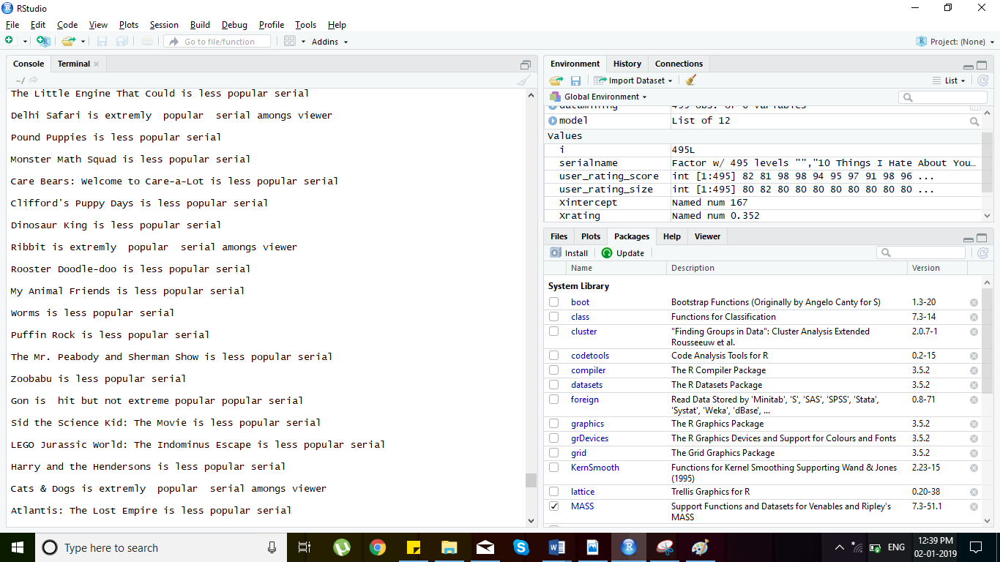 RStudio
File Edit Code View Plots Session Build Debug Profile Tools Help
Go to file/function Addins Project: (None)
Console Terminal
~/
The Little Engine That Could is less popular serial
Delhi Safari is extremly  popular  serial amongs viewer
Pound Puppies is less popular serial
Monster Math Squad is less popular serial
Care Bears: Welcome to Care-a-Lot is less popular serial
Clifford's Puppy Days is less popular serial
Dinosaur King is less popular serial
Ribbit is extremly  popular  serial amongs viewer
Rooster Doodle-doo is less popular serial
My Animal Friends is less popular serial
Worms is less popular serial
Puffin Rock is less popular serial
The Mr. Peabody and Sherman Show is less popular serial
Zoobabu is less popular serial
Gon is  hit but not extreme popular popular serial
Sid the Science Kid: The Movie is less popular serial
LEGO Jurassic World: The Indominus Escape is less popular serial
Harry and the Hendersons is less popular serial
Cats & Dogs is extremly  popular  serial amongs viewer
Atlantis: The Lost Empire is less popular serial
Environment History Connections
Import Dataset List
Global Environment
datamining 495 obs. of 6 variables
model List of 12
Values
i 495L
serialname Factor w/ 495 levels "","10 Things I Hate About You…
user_rating_score int [1:495] 82 81 98 98 94 95 97 91 98 96 ...
user_rating_size int [1:495] 80 82 80 80 80 80 80 80 80 80 ...
Xintercept Named num 167
Xrating Named num 0.352
Files Plots Packages Help Viewer
Install Update
Name Description Version
System Library
boot Bootstrap Functions (Originally by Angelo Canty for S) 1.3-20
class Functions for Classification 7.3-14
cluster "Finding Groups in Data": Cluster Analysis Extended 2.0.7-1
Rousseeuw et al.
codetools Code Analysis Tools for R 0.2-15
compiler The R Compiler Package 3.5.2
datasets The R Datasets Package 3.5.2
foreign Read Data Stored by 'Minitab', 'S', 'SAS', 'SPSS', 'Stata', 0.8-71
'Systat', 'Weka', 'dBase', ...
graphics The R Graphics Package 3.5.2
grDevices The R Graphics Devices and Support for Colours and Fonts 3.5.2
grid The Grid Graphics Package 3.5.2
KernSmooth Functions for Kernel Smoothing Supporting Wand & Jones 2.23-15
(1995)
lattice Trellis Graphics for R 0.20-38
MASS Support Functions and Datasets for Venables and Ripley's 7.3-51.1
MASS
Type here to search
ENG
12:39 PM
02-01-2019